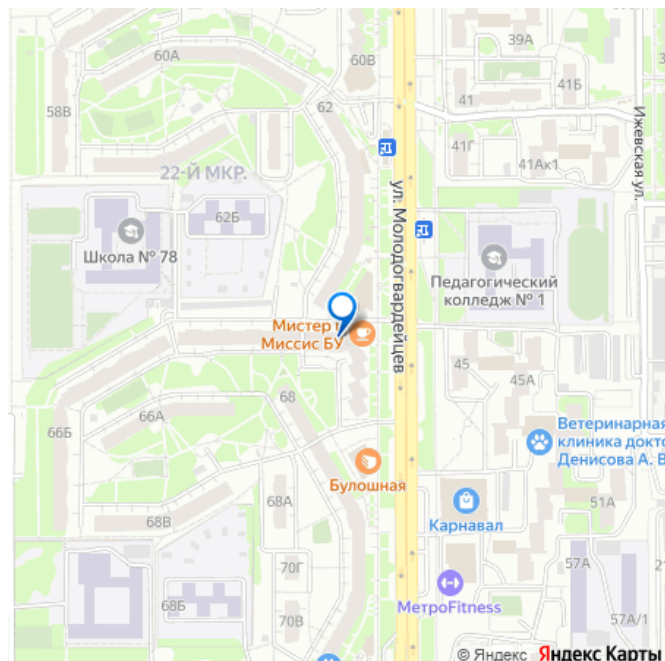 60А
60В
39А
41Б
41
58В
62
41Г
41Ак1
Ижевская ул.
22-Й МКР.
62Б
ул. Молодогвардейцев
Школа № 78
Педагогический
колледж № 1
Мистер и
Миссис БУ
45
45А
68
66А
66Б
Ветеринарная
клиника докто
Денисова А. В
Булошная
68А
51А
Карнавал
68В
70Г
57А
21
МетроFitness
68Б
70В
57А/1
© Яндекс Яндекс Карты